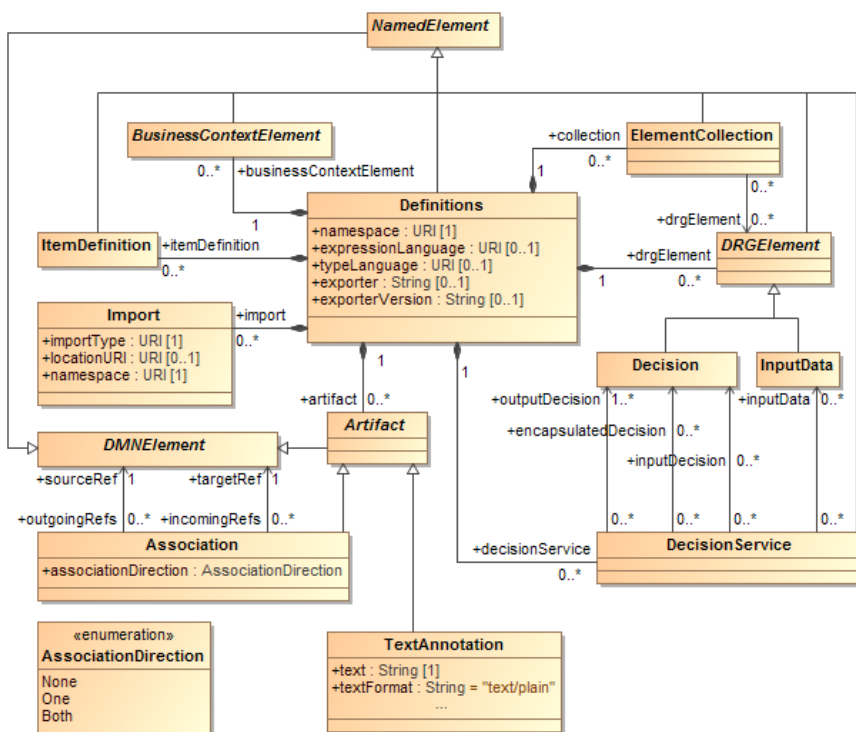 NamedElement
BusinessContextElement
0..*
+businessContextElement
1
+collection
0..*
1
ElementCollection
0..*
+drgElement
0..*
ItemDefinition
+itemDefinition
0..*
Definitions
+namespace : URI [1]
+expressionLanguage : URI [0..1]
+typeLanguage : URI [0..1]
+exporter : String [0..1]
+exporterVersion : String [0..1]
+drgElement
1
0..*
DRGElement
Import
+importType : URI [1]
+locationURI : URI [0..1]
+namespace : URI [1]
+import
0..*
1
+artifact
0..*
1
Decision
InputData
+outputDecision
1..*
+inputData
0..*
+encapsulatedDecision
0..*
+inputDecision
0..*
DMNElement
Artifact
+sourceRef
1
+targetRef
1
+outgoingRefs
0..*
+incomingRefs
0..*
0..*
0..*
0..*
0..*
Association
+associationDirection : AssociationDirection
+decisionService
0..*
DecisionService
«enumeration»
AssociationDirection
None
One
Both
TextAnnotation
+text : String [1]
+textFormat : String = "text/plain"
...